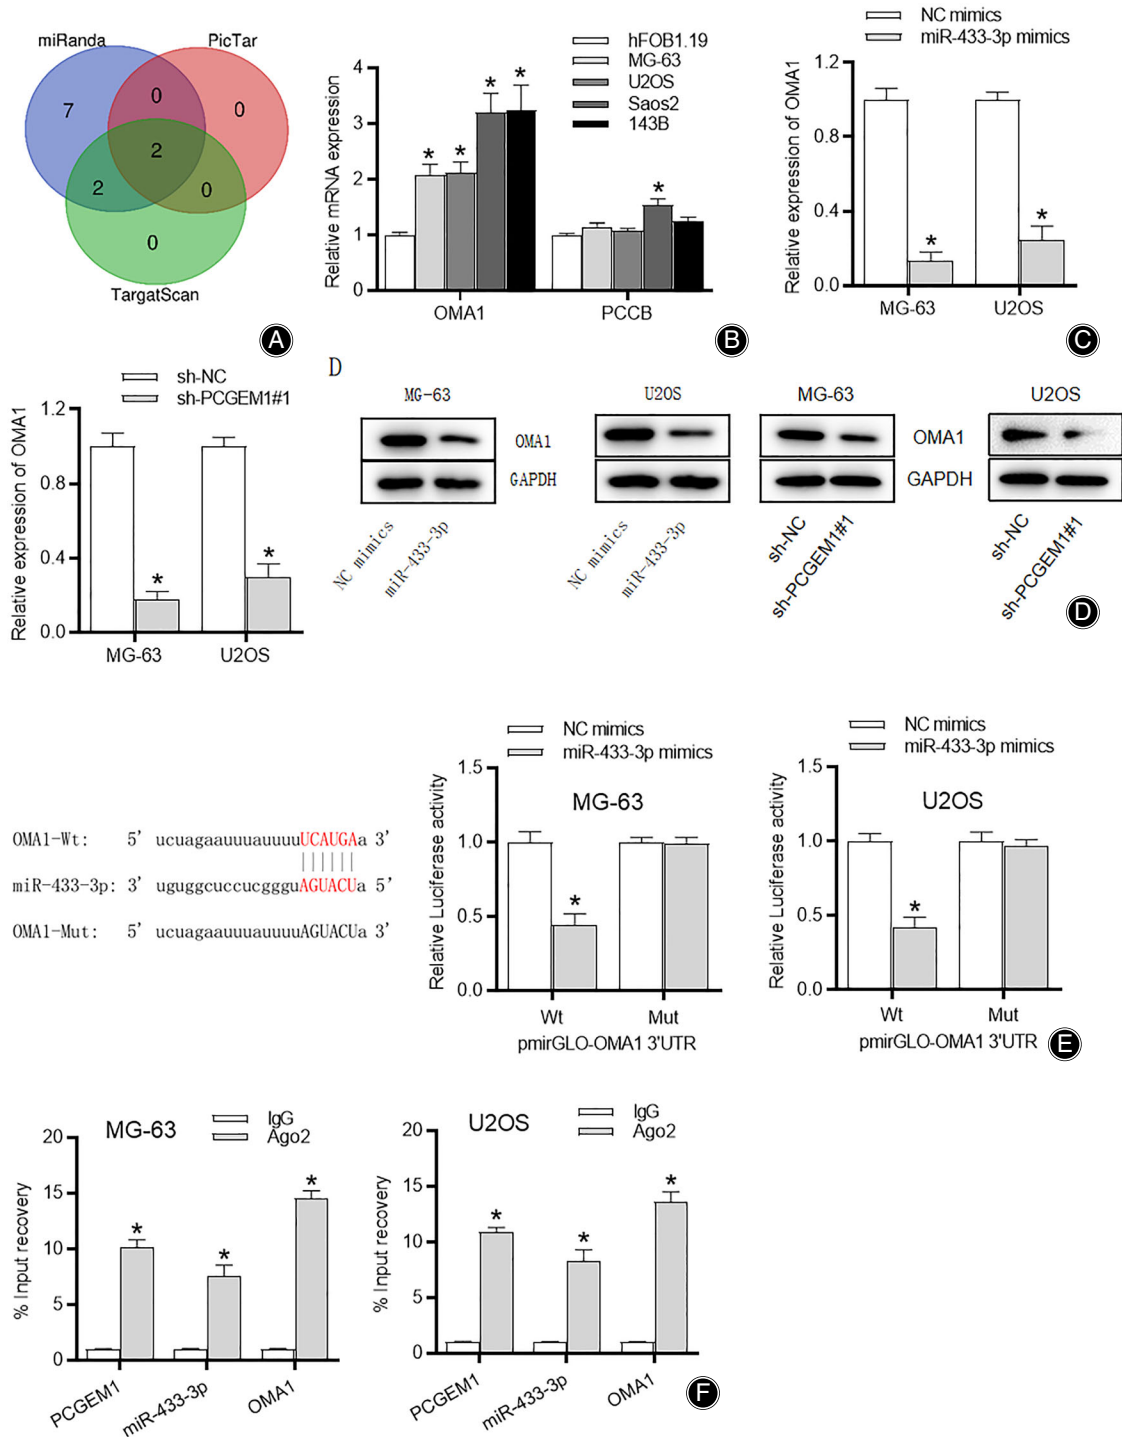 miRanda
PicTar
7
0
0
2
2
0
0
TargatScan
A
hFOB1.19
MG-63
U2OS
Saos2
143B
Relative mRNA expression
4
3
2
1
0
* * * * *
OMA1
PCCB
B
NC mimics
miR-433-3p mimics
Relative expression of OMA1
1.2
0.8
0.4
0.0
* *
MG-63
U2OS
C
sh-NC
sh-PCGEM1#1
Relative expression of OMA1
1.2
0.8
0.4
0.0
* *
MG-63
U2OS
D
MG-63
U2OS
MG-63
U2OS
OMA1
OMA1
GAPDH
GAPDH
NC mimics
miR-433-3p
NC mimics
miR-433-3p
sh-NC
sh-PCGEM1#1
sh-NC
sh-PCGEM1#1
D
OMA1-Wt: 5' ucuagaauuuauuuuUCAUGAa 3'
miR-433-3p: 3' uguggcuccucggguAGUACUa 5'
OMA1-Mut: 5' ucuagaauuuauuuuAGUACUa 3'
NC mimics
miR-433-3p mimics
Relative Luciferase activity
1.5
1.0
0.5
0.0
MG-63
*
Wt
Mut
pmirGLO-OMA1 3'UTR
NC mimics
miR-433-3p mimics
Relative Luciferase activity
1.5
1.0
0.5
0.0
U2OS
*
Wt
Mut
pmirGLO-OMA1 3'UTR
E
MG-63
IgG
Ago2
% Input recovery
20
15
10
5
0
* * *
PCGEM1
miR-433-3p
OMA1
U2OS
IgG
Ago2
% Input recovery
20
15
10
5
0
* * *
PCGEM1
miR-433-3p
OMA1
F